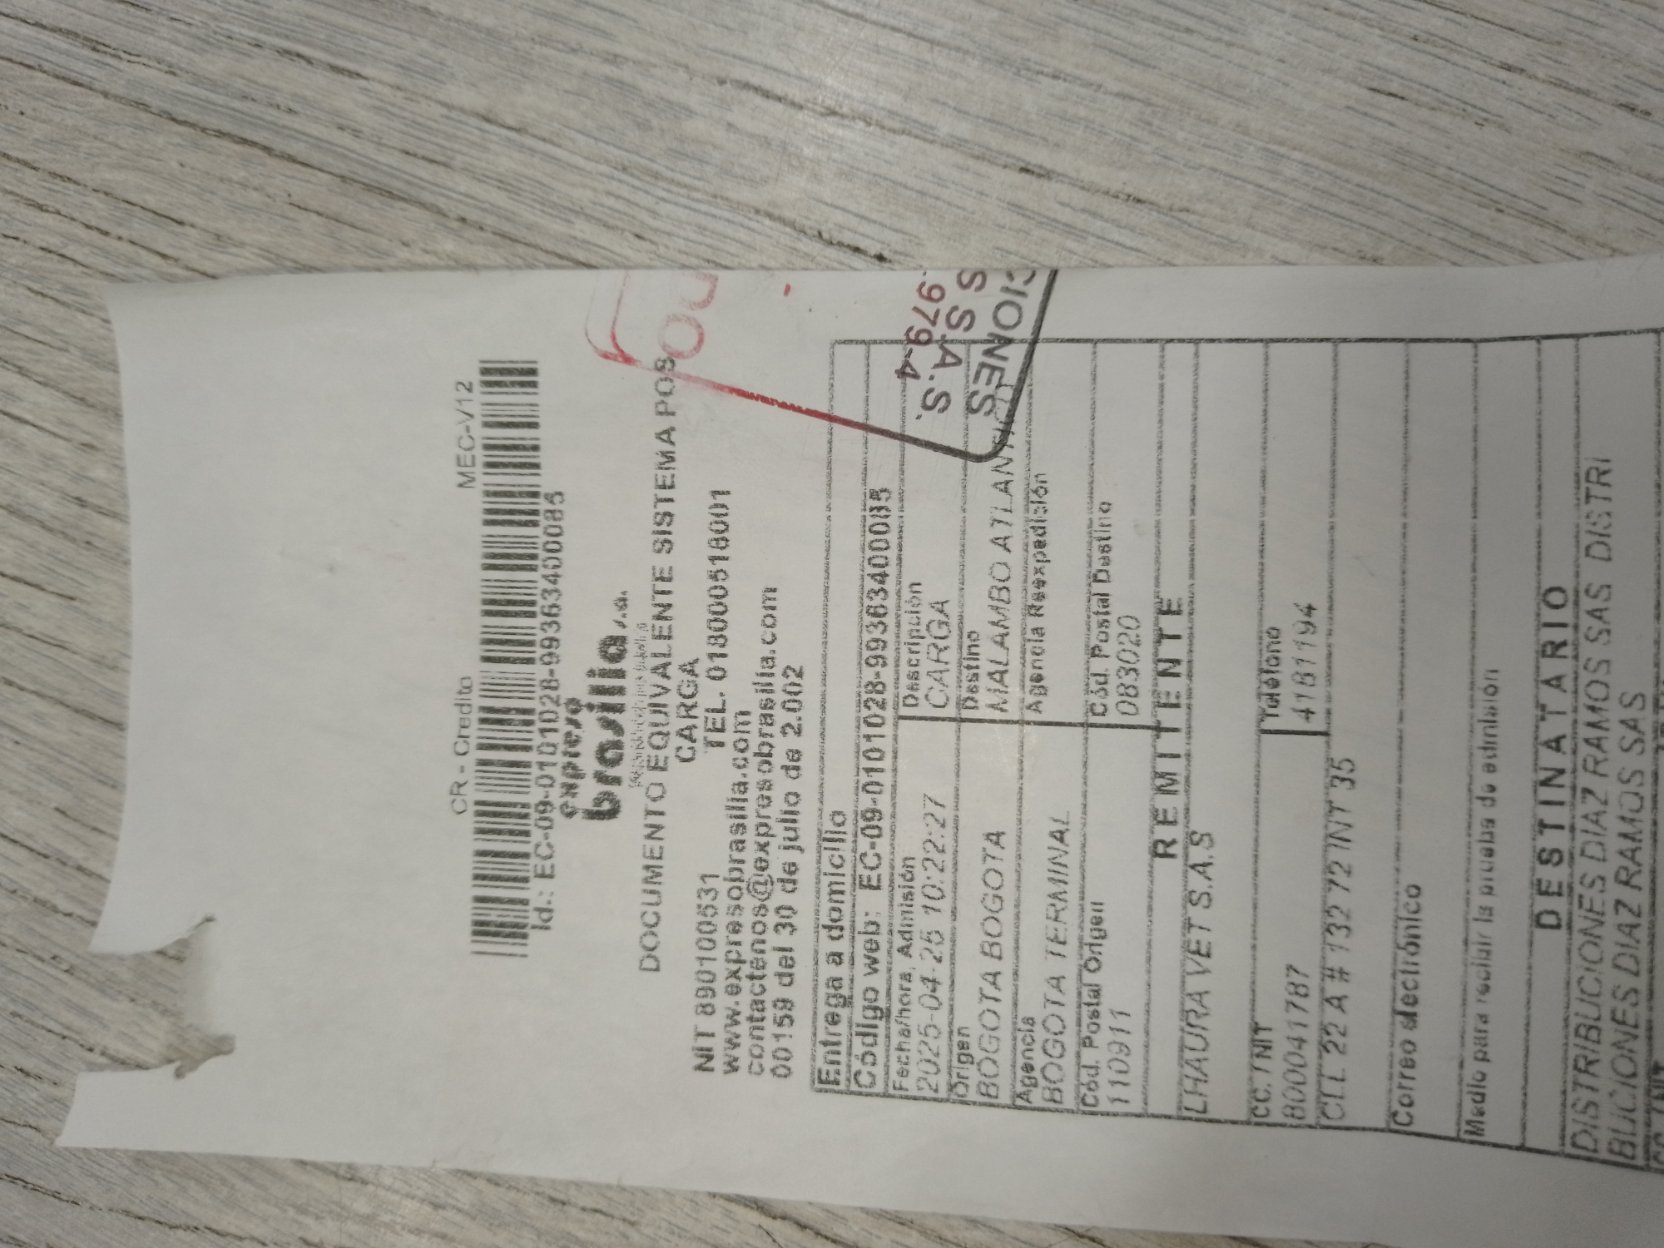 CR - Credito MEC-V12
Id.: EC-09-0101028-99363400085
expreso
brasilia s.a.
DOCUMENTO EQUIVALENTE SISTEMA POS
CARGA
NIT 890100531 TEL. 018000518001
www.expresobrasilia.com
contactenos@expresobrasilia.com
00159 del 30 de julio de 2.002
Entrega a domicilio
Código web: EC-09-0101028-99363400085
Fecha/hora, Admisión Descripción
2025-04-25 10:22:27 CARGA
Origen Destino
BOGOTA BOGOTA MALAMBO ATLANTICO
Agencia Agencia Reexpedición
BOGOTA TERMINAL
Cód. Postal Origen Cód. Postal Destino
110911 083020
REMITENTE
LHAURA VET S.A.S
CC. / NIT Teléfono
800041787 4181194
CLL 22 A # 132 72 INT 35
Correo electrónico
Medio para recibir la prueba de admisión
DESTINATARIO
DISTRIBUCIONES DIAZ RAMOS SAS DISTRI
BUCIONES DIAZ RAMOS SAS
CIONES
S S.A.S.
.979-4